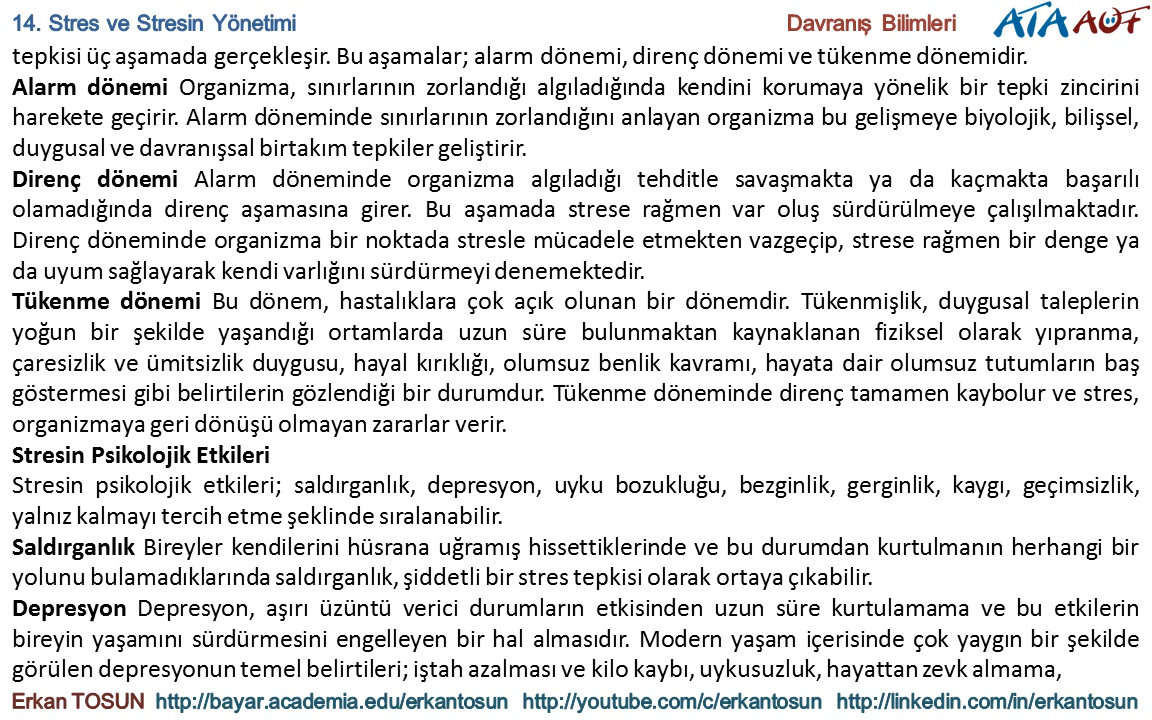 14. Stres ve Stresin Yönetimi Davranış Bilimleri ATA AÖF
tepkisi üç aşamada gerçekleşir. Bu aşamalar; alarm dönemi, direnç dönemi ve tükenme dönemidir.
Alarm dönemi Organizma, sınırlarının zorlandığı algıladığında kendini korumaya yönelik bir tepki zincirini
harekete geçirir. Alarm döneminde sınırlarının zorlandığını anlayan organizma bu gelişmeye biyolojik, bilişsel,
duygusal ve davranışsal birtakım tepkiler geliştirir.
Direnç dönemi Alarm döneminde organizma algıladığı tehditle savaşmakta ya da kaçmakta başarılı
olamadığında direnç aşamasına girer. Bu aşamada strese rağmen var oluş sürdürülmeye çalışılmaktadır.
Direnç döneminde organizma bir noktada stresle mücadele etmekten vazgeçip, strese rağmen bir denge ya
da uyum sağlayarak kendi varlığını sürdürmeyi denemektedir.
Tükenme dönemi Bu dönem, hastalıklara çok açık olunan bir dönemdir. Tükenmişlik, duygusal taleplerin
yoğun bir şekilde yaşandığı ortamlarda uzun süre bulunmaktan kaynaklanan fiziksel olarak yıpranma,
çaresizlik ve ümitsizlik duygusu, hayal kırıklığı, olumsuz benlik kavramı, hayata dair olumsuz tutumların baş
göstermesi gibi belirtilerin gözlendiği bir durumdur. Tükenme döneminde direnç tamamen kaybolur ve stres,
organizmaya geri dönüşü olmayan zararlar verir.
Stresin Psikolojik Etkileri
Stresin psikolojik etkileri; saldırganlık, depresyon, uyku bozukluğu, bezginlik, gerginlik, kaygı, geçimsizlik,
yalnız kalmayı tercih etme şeklinde sıralanabilir.
Saldırganlık Bireyler kendilerini hüsrana uğramış hissettiklerinde ve bu durumdan kurtulmanın herhangi bir
yolunu bulamadıklarında saldırganlık, şiddetli bir stres tepkisi olarak ortaya çıkabilir.
Depresyon Depresyon, aşırı üzüntü verici durumların etkisinden uzun süre kurtulamama ve bu etkilerin
bireyin yaşamını sürdürmesini engelleyen bir hal almasıdır. Modern yaşam içerisinde çok yaygın bir şekilde
görülen depresyonun temel belirtileri; iştah azalması ve kilo kaybı, uykusuzluk, hayattan zevk almama,
Erkan TOSUN http://bayar.academia.edu/erkantosun http://youtube.com/c/erkantosun http://linkedin.com/in/erkantosun